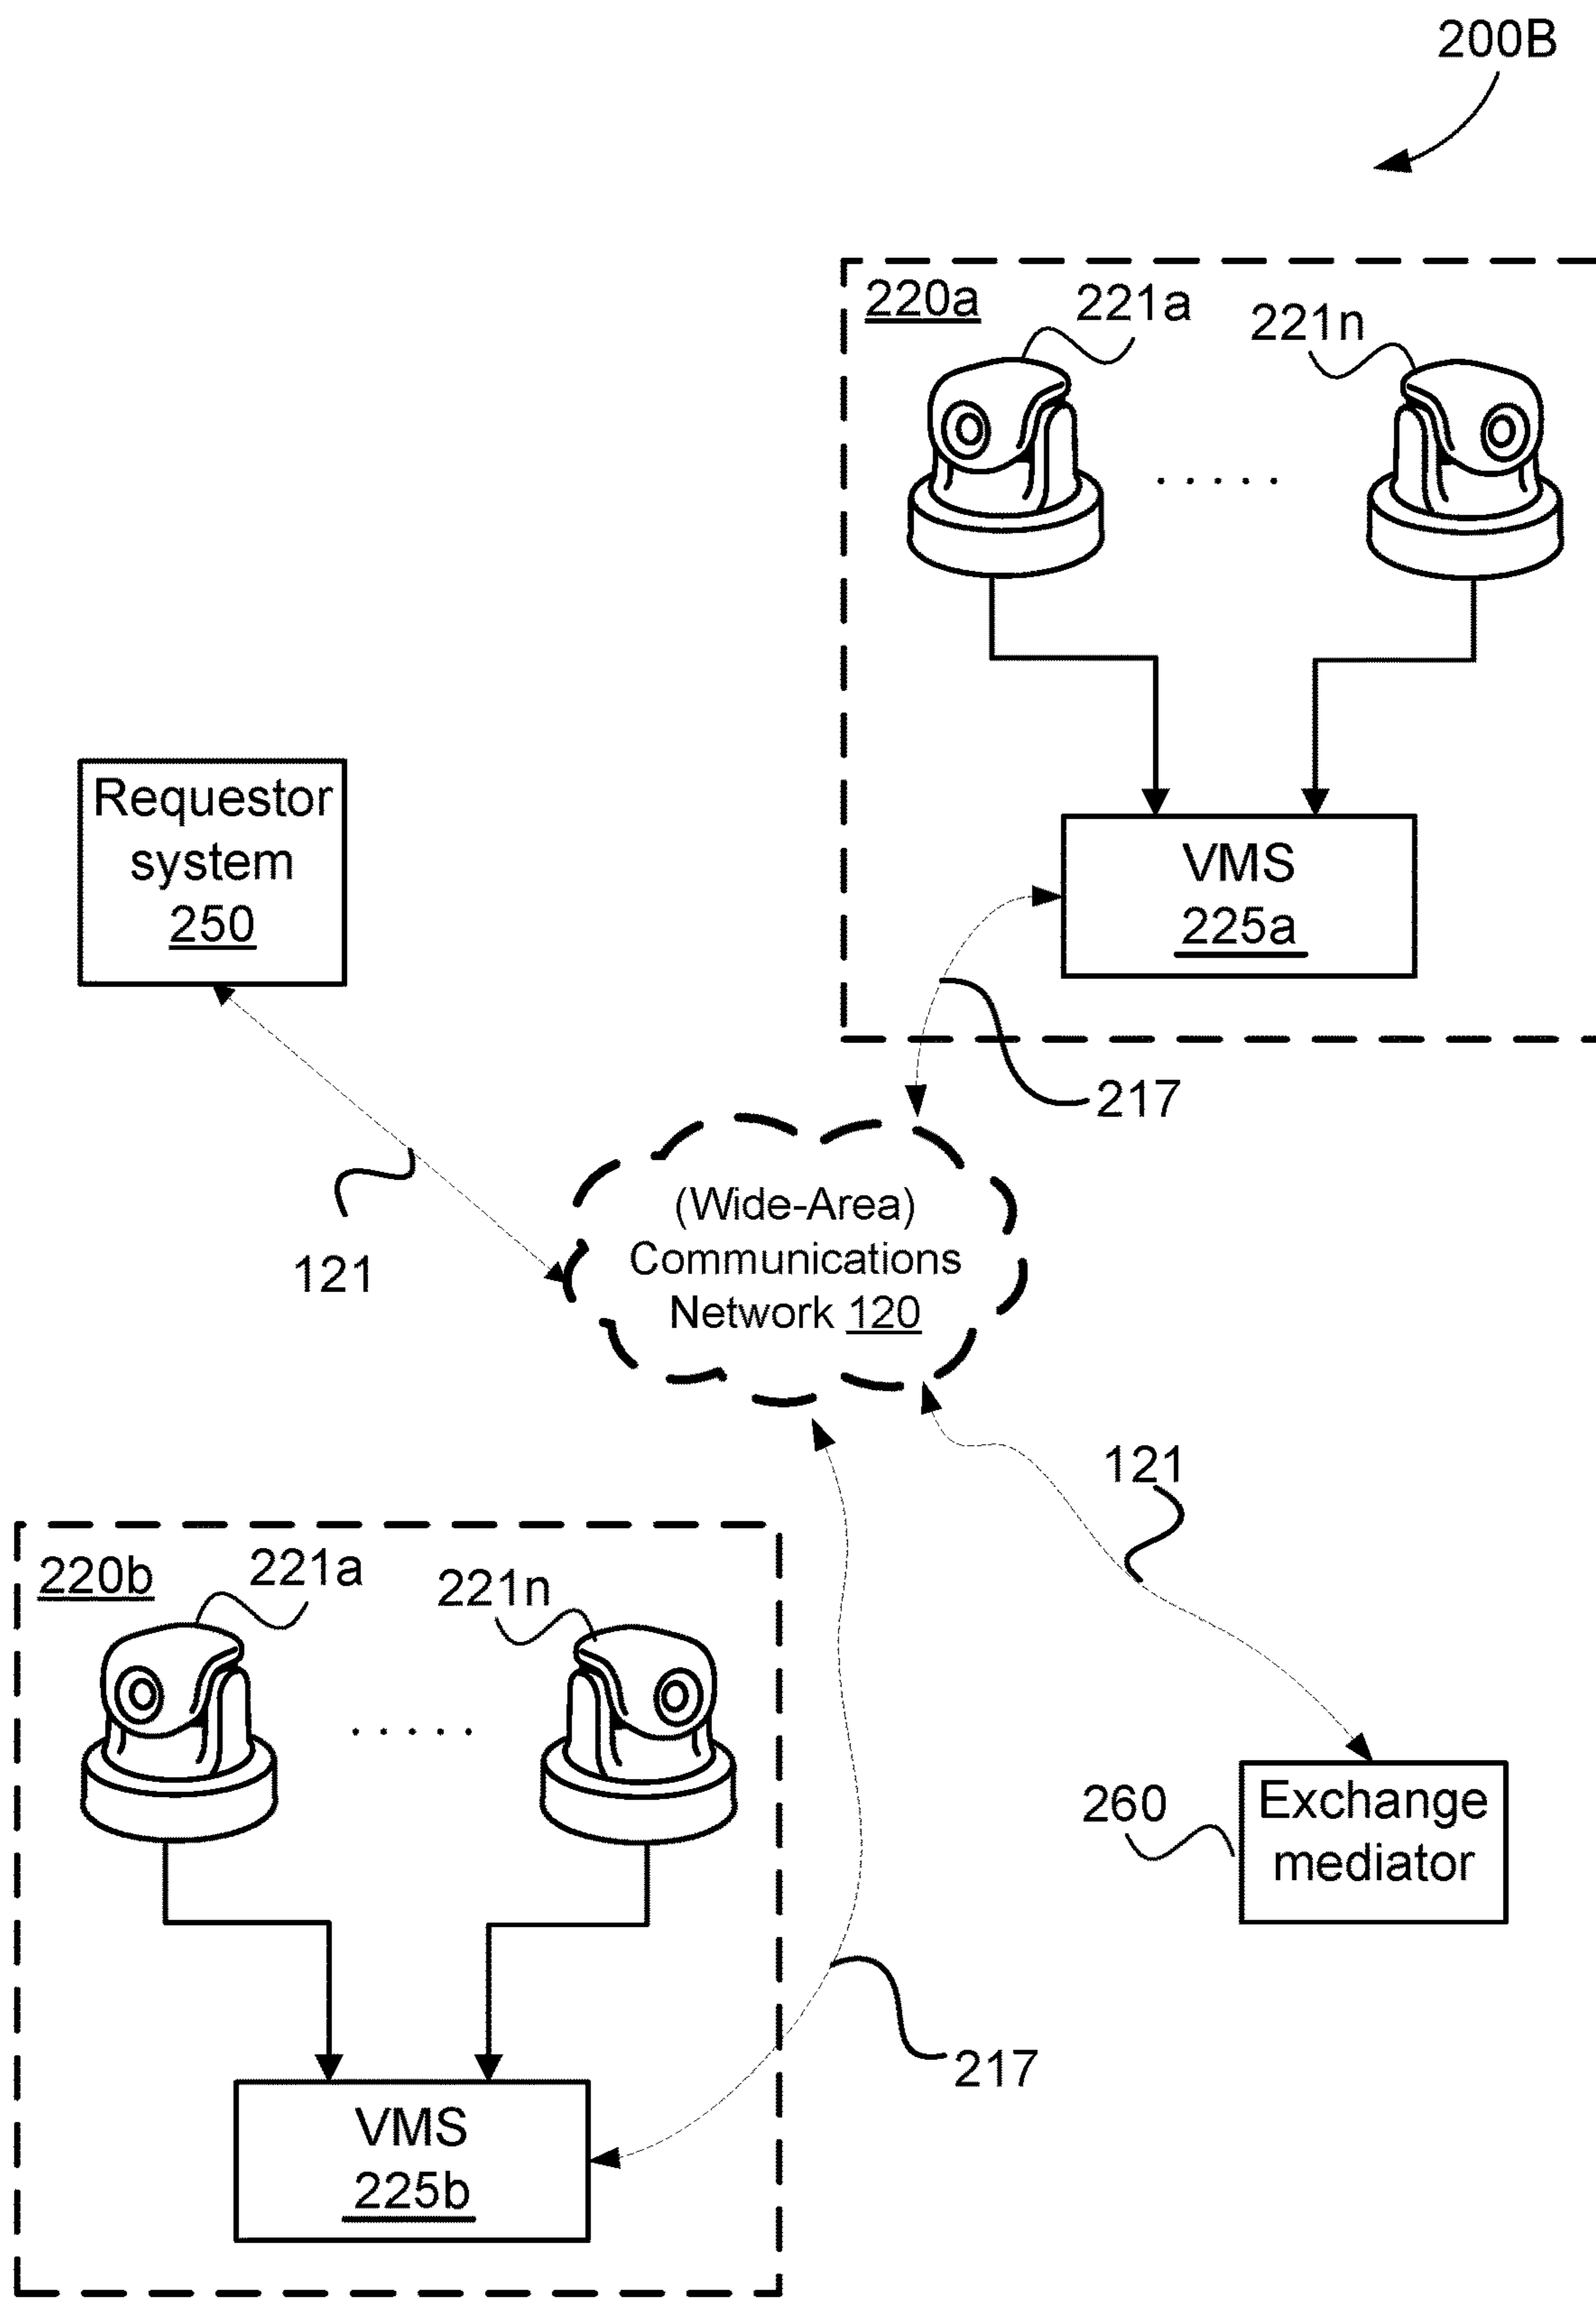 200B
220a
221a
221n
Requestor
system
250
VMS
225a
217
(Wide-Area)
Communications
Network 120
121
121
220b
221a
221n
260
Exchange
mediator
217
VMS
225b